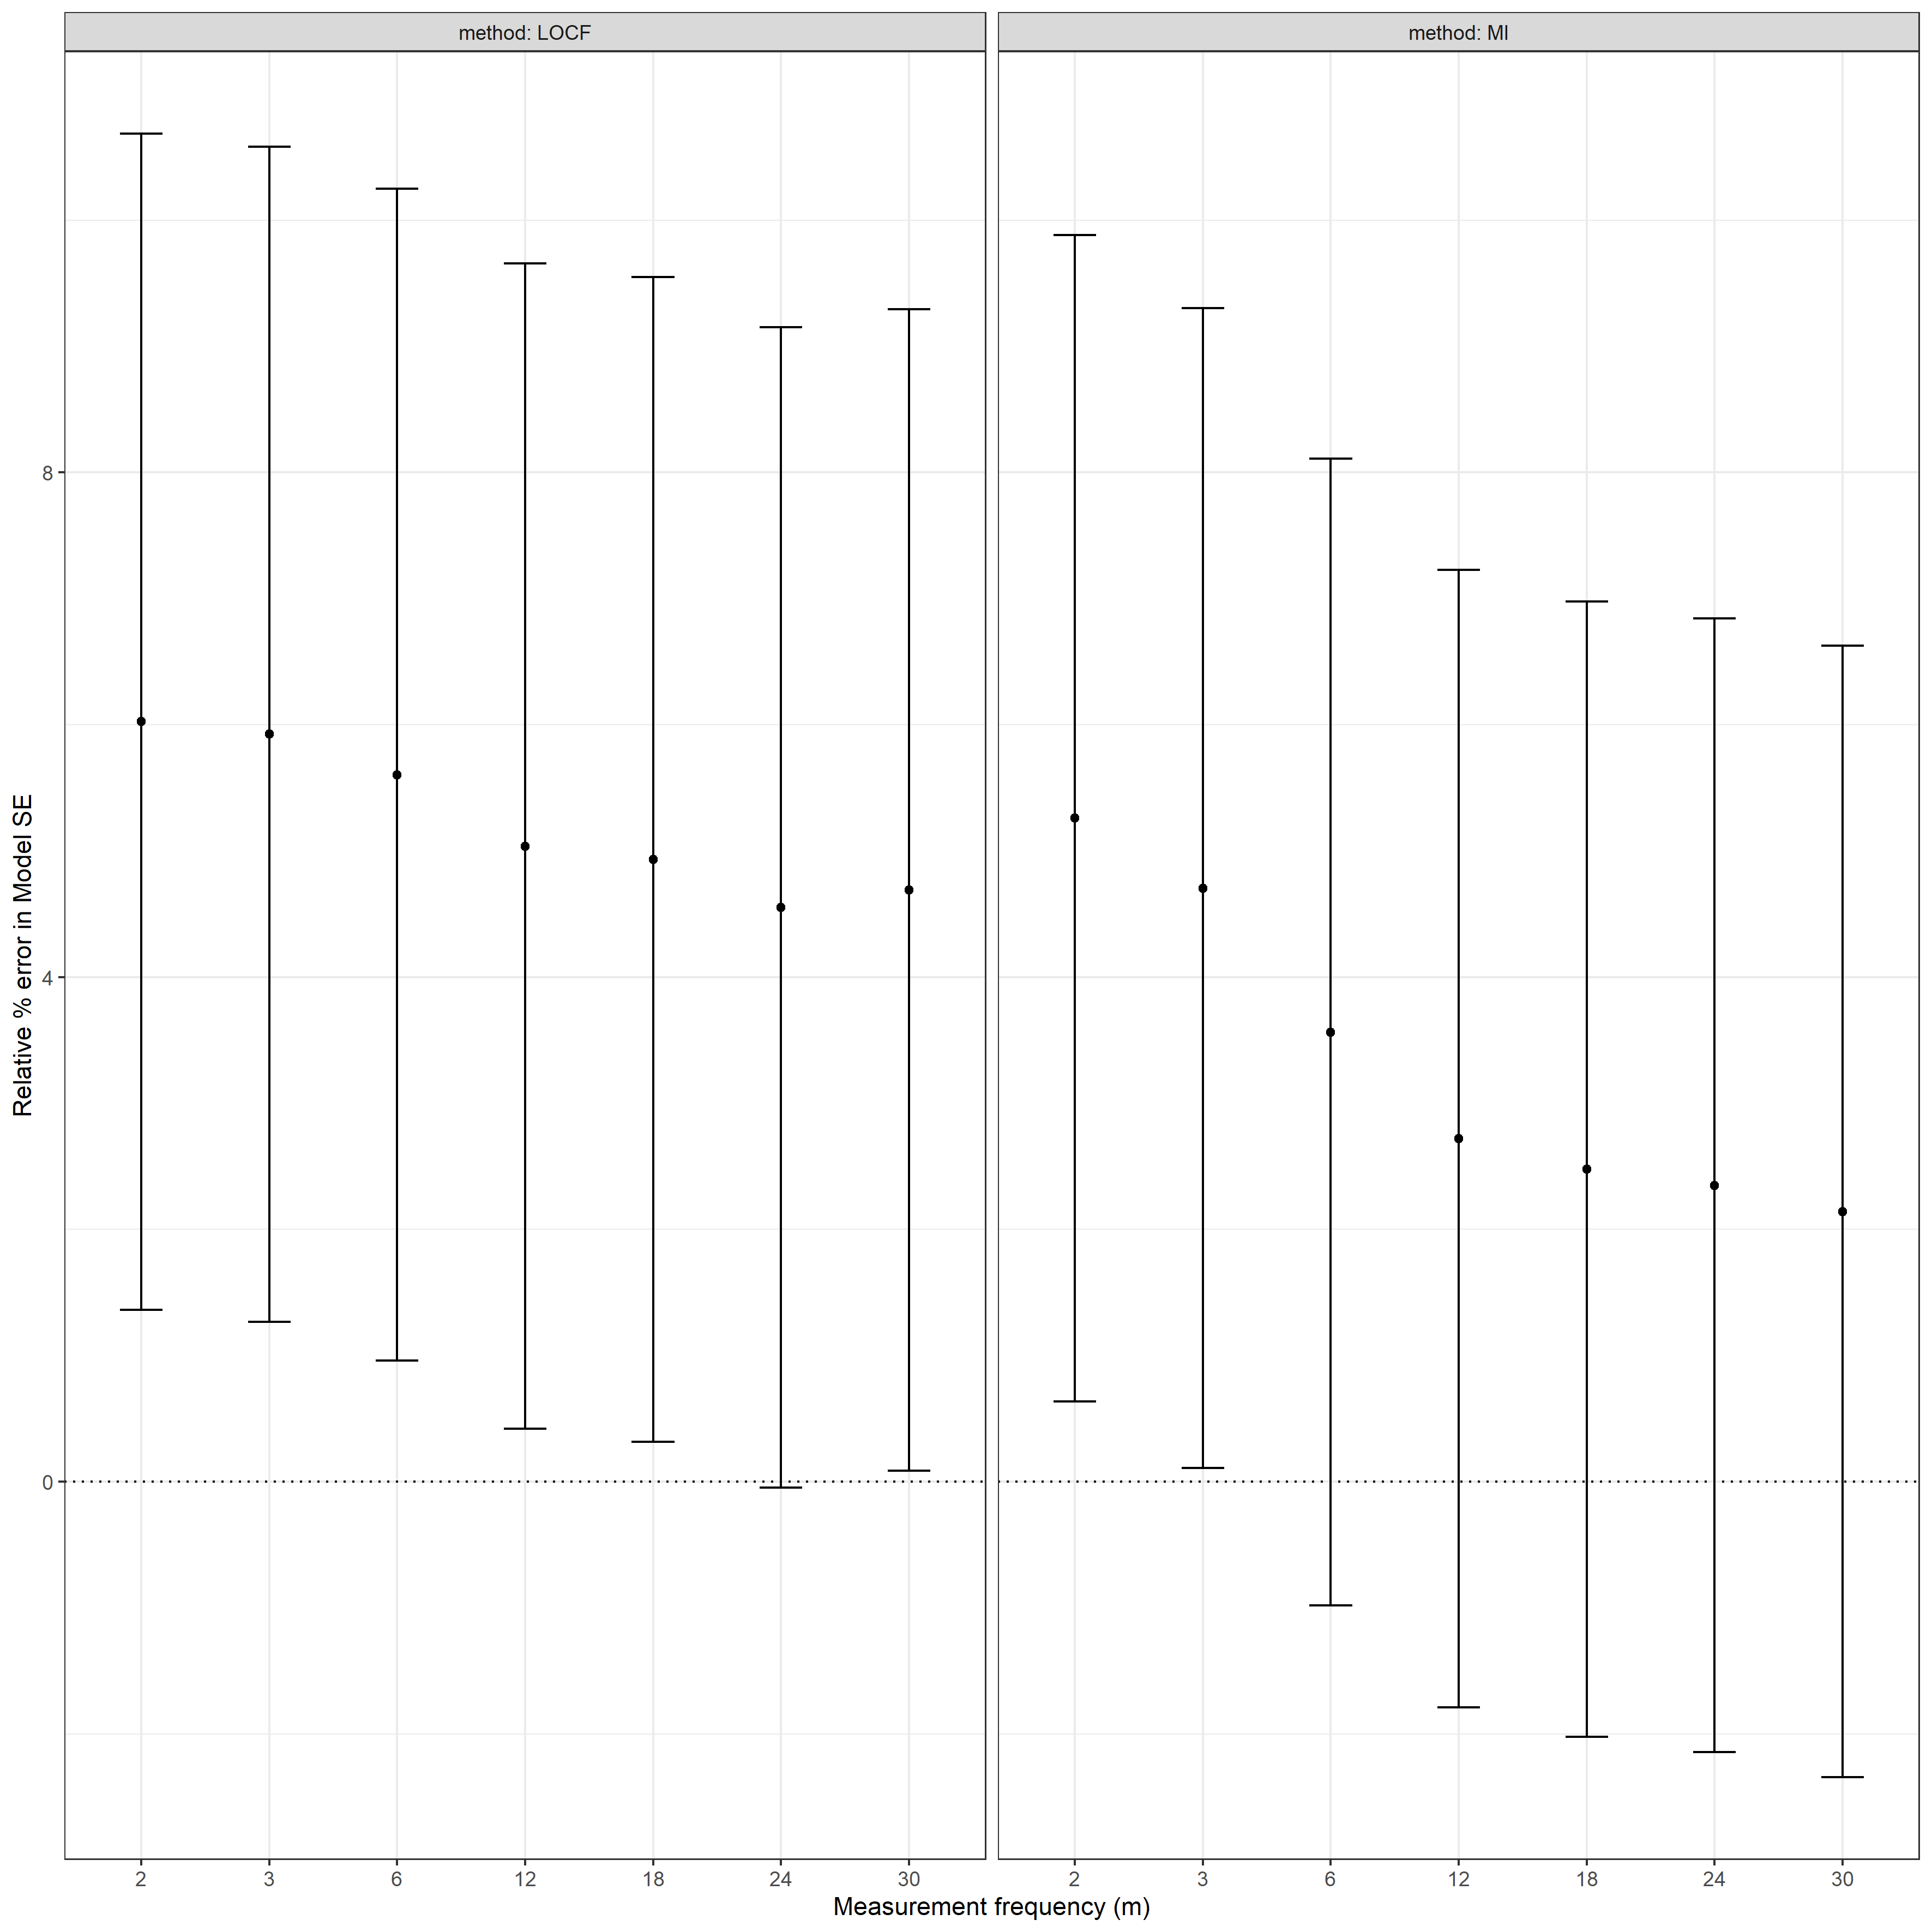 method: LOCF
method: MI
Relative % error in Model SE
8
4
0
2 3 6 12 18 24 30
2 3 6 12 18 24 30
Measurement frequency (m)